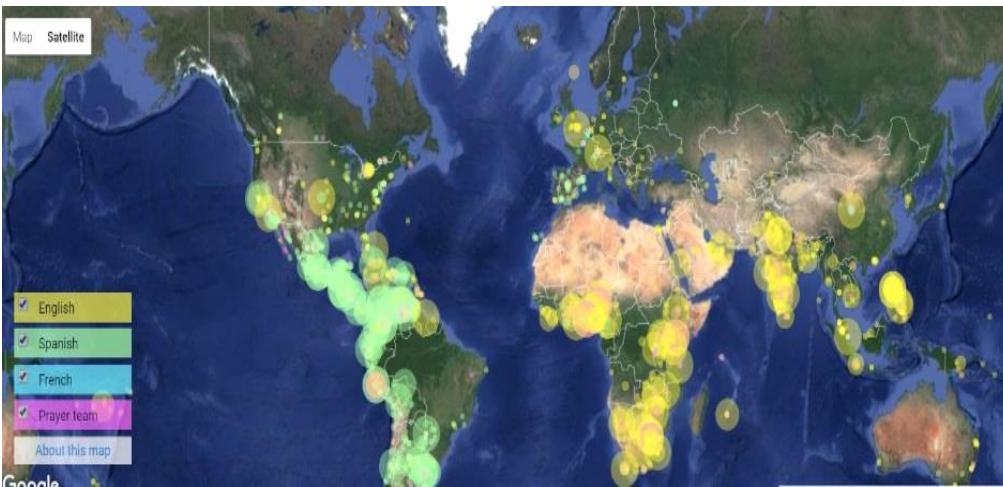 Map Satellite
English
Spanish
French
Prayer team
About this map
Google